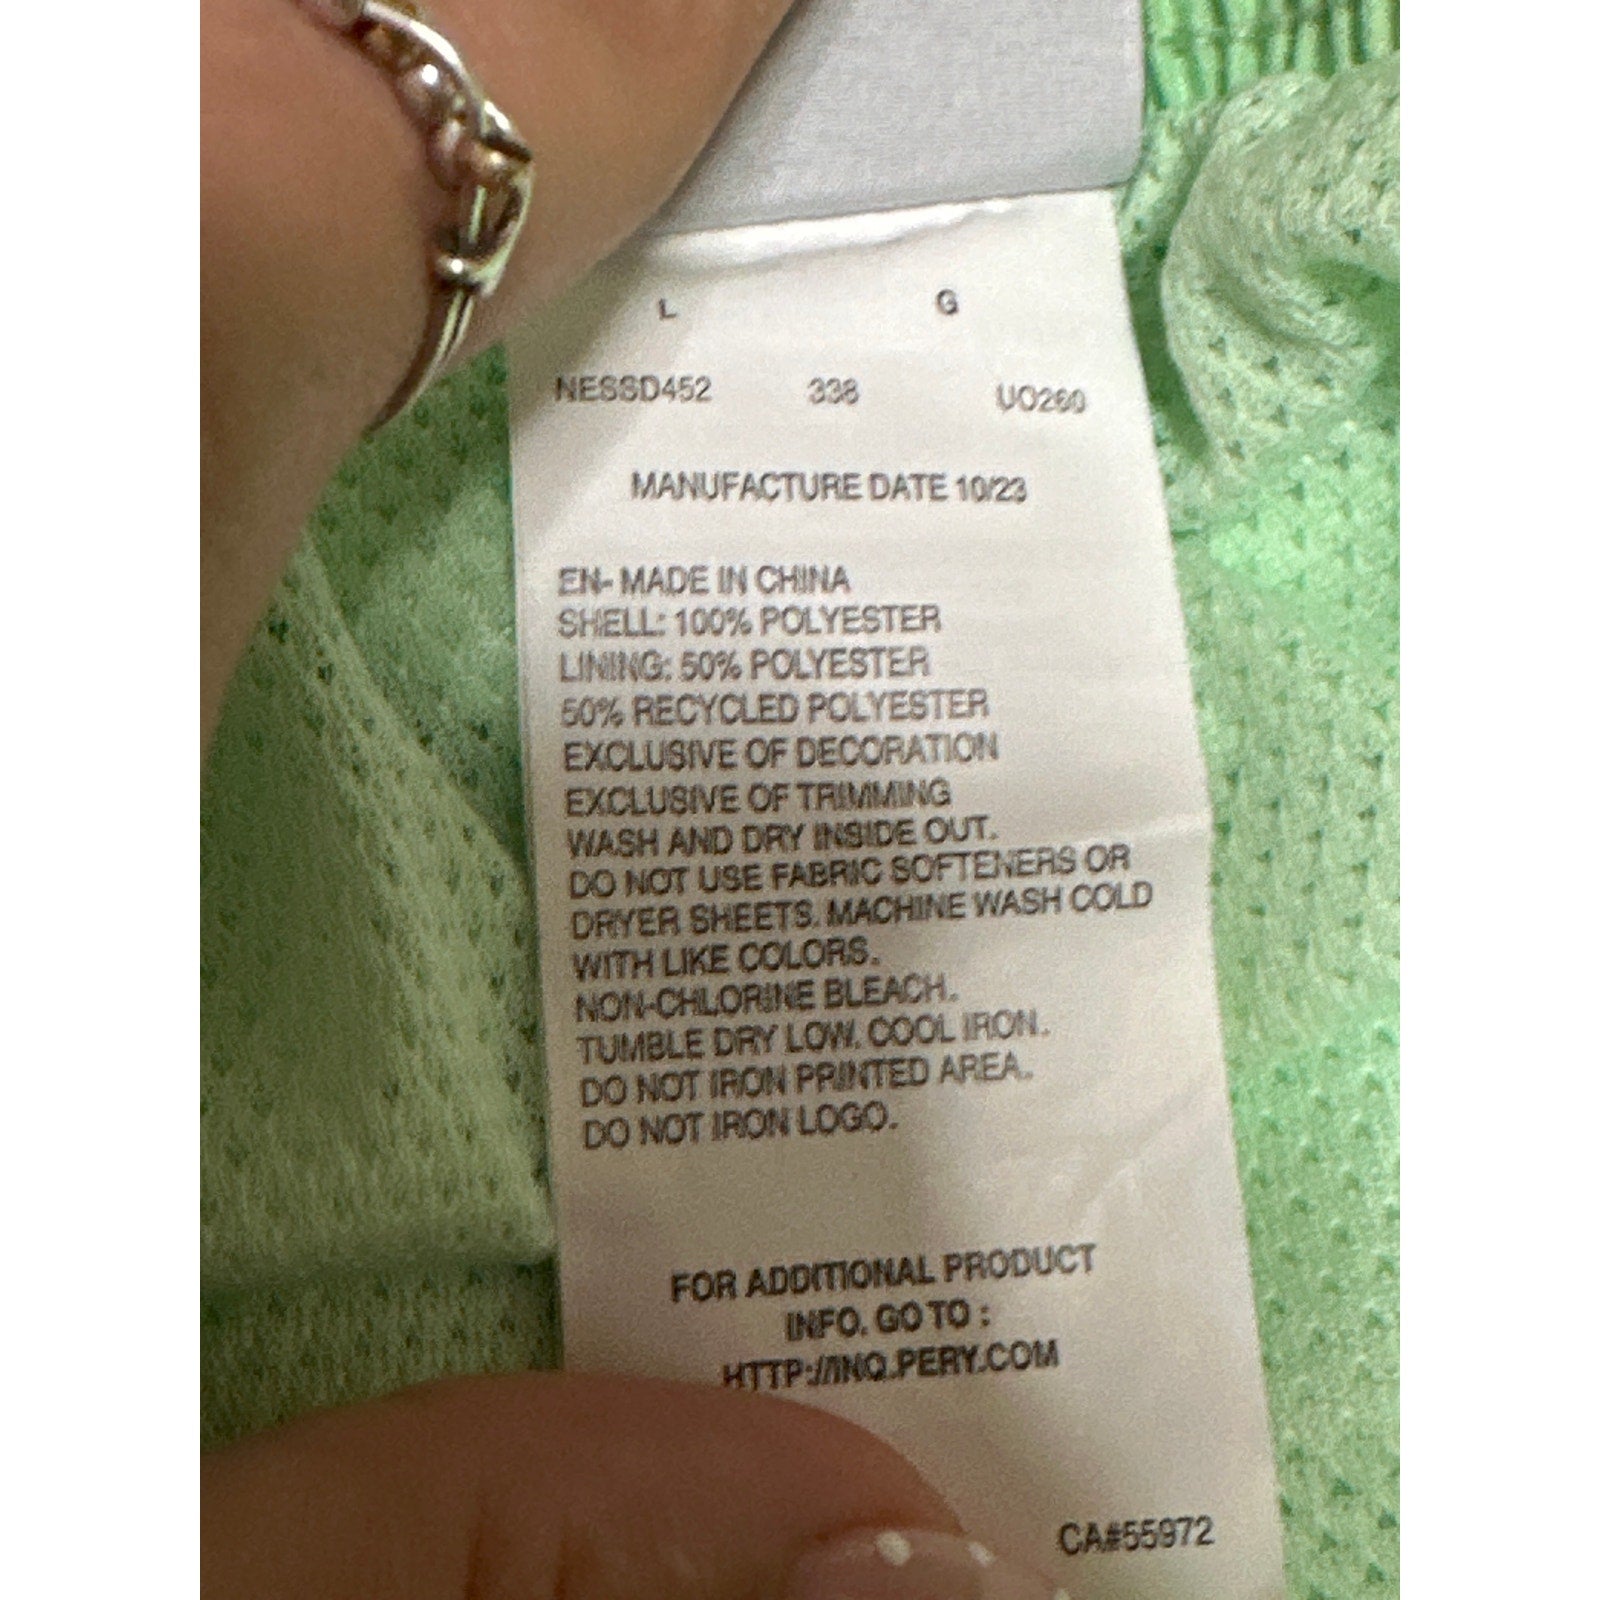 L G
NESSD452 338 UO260
MANUFACTURE DATE 10/23
EN- MADE IN CHINA
SHELL: 100% POLYESTER
LINING: 50% POLYESTER
50% RECYCLED POLYESTER
EXCLUSIVE OF DECORATION
EXCLUSIVE OF TRIMMING
WASH AND DRY INSIDE OUT.
DO NOT USE FABRIC SOFTENERS OR
DRYER SHEETS. MACHINE WASH COLD
WITH LIKE COLORS.
NON-CHLORINE BLEACH.
TUMBLE DRY LOW. COOL IRON.
DO NOT IRON PRINTED AREA.
DO NOT IRON LOGO.
FOR ADDITIONAL PRODUCT
INFO. GO TO :
HTTP://INQ.PERY.COM
CA#55972